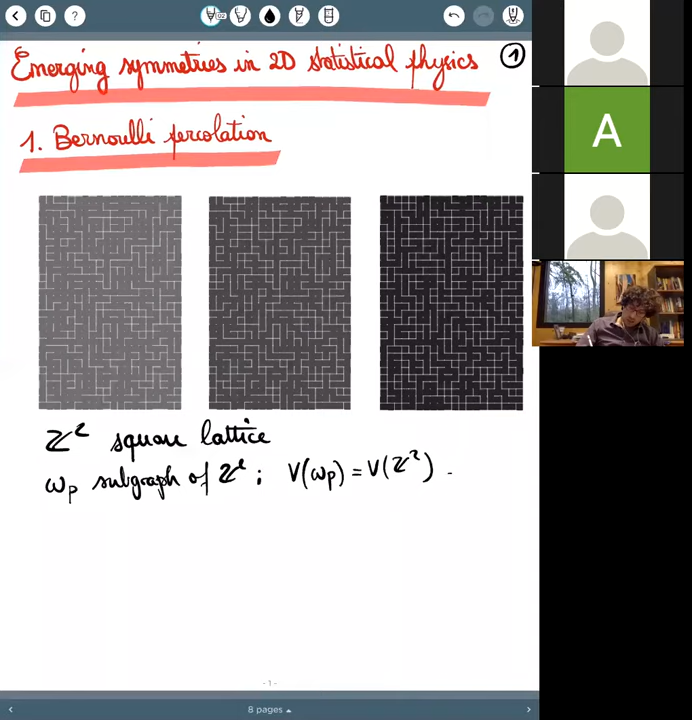 Emerging symmetries in 2D statistical physics 1
1. Bernoulli percolation
ℤ² square lattice
ωₚ subgraph of ℤ² ; V(ωₚ) = V(ℤ²) -
A
-1-
8 pages